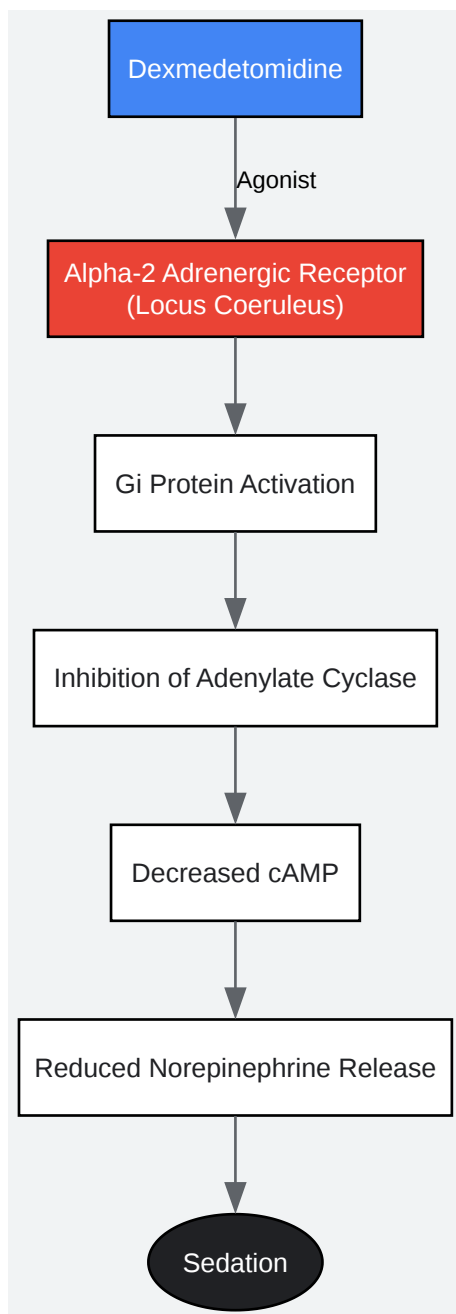 Dexmedetomidine
Agonist
Alpha-2 Adrenergic Receptor
(Locus Coeruleus)
Gi Protein Activation
Inhibition of Adenylate Cyclase
Decreased cAMP
Reduced Norepinephrine Release
Sedation